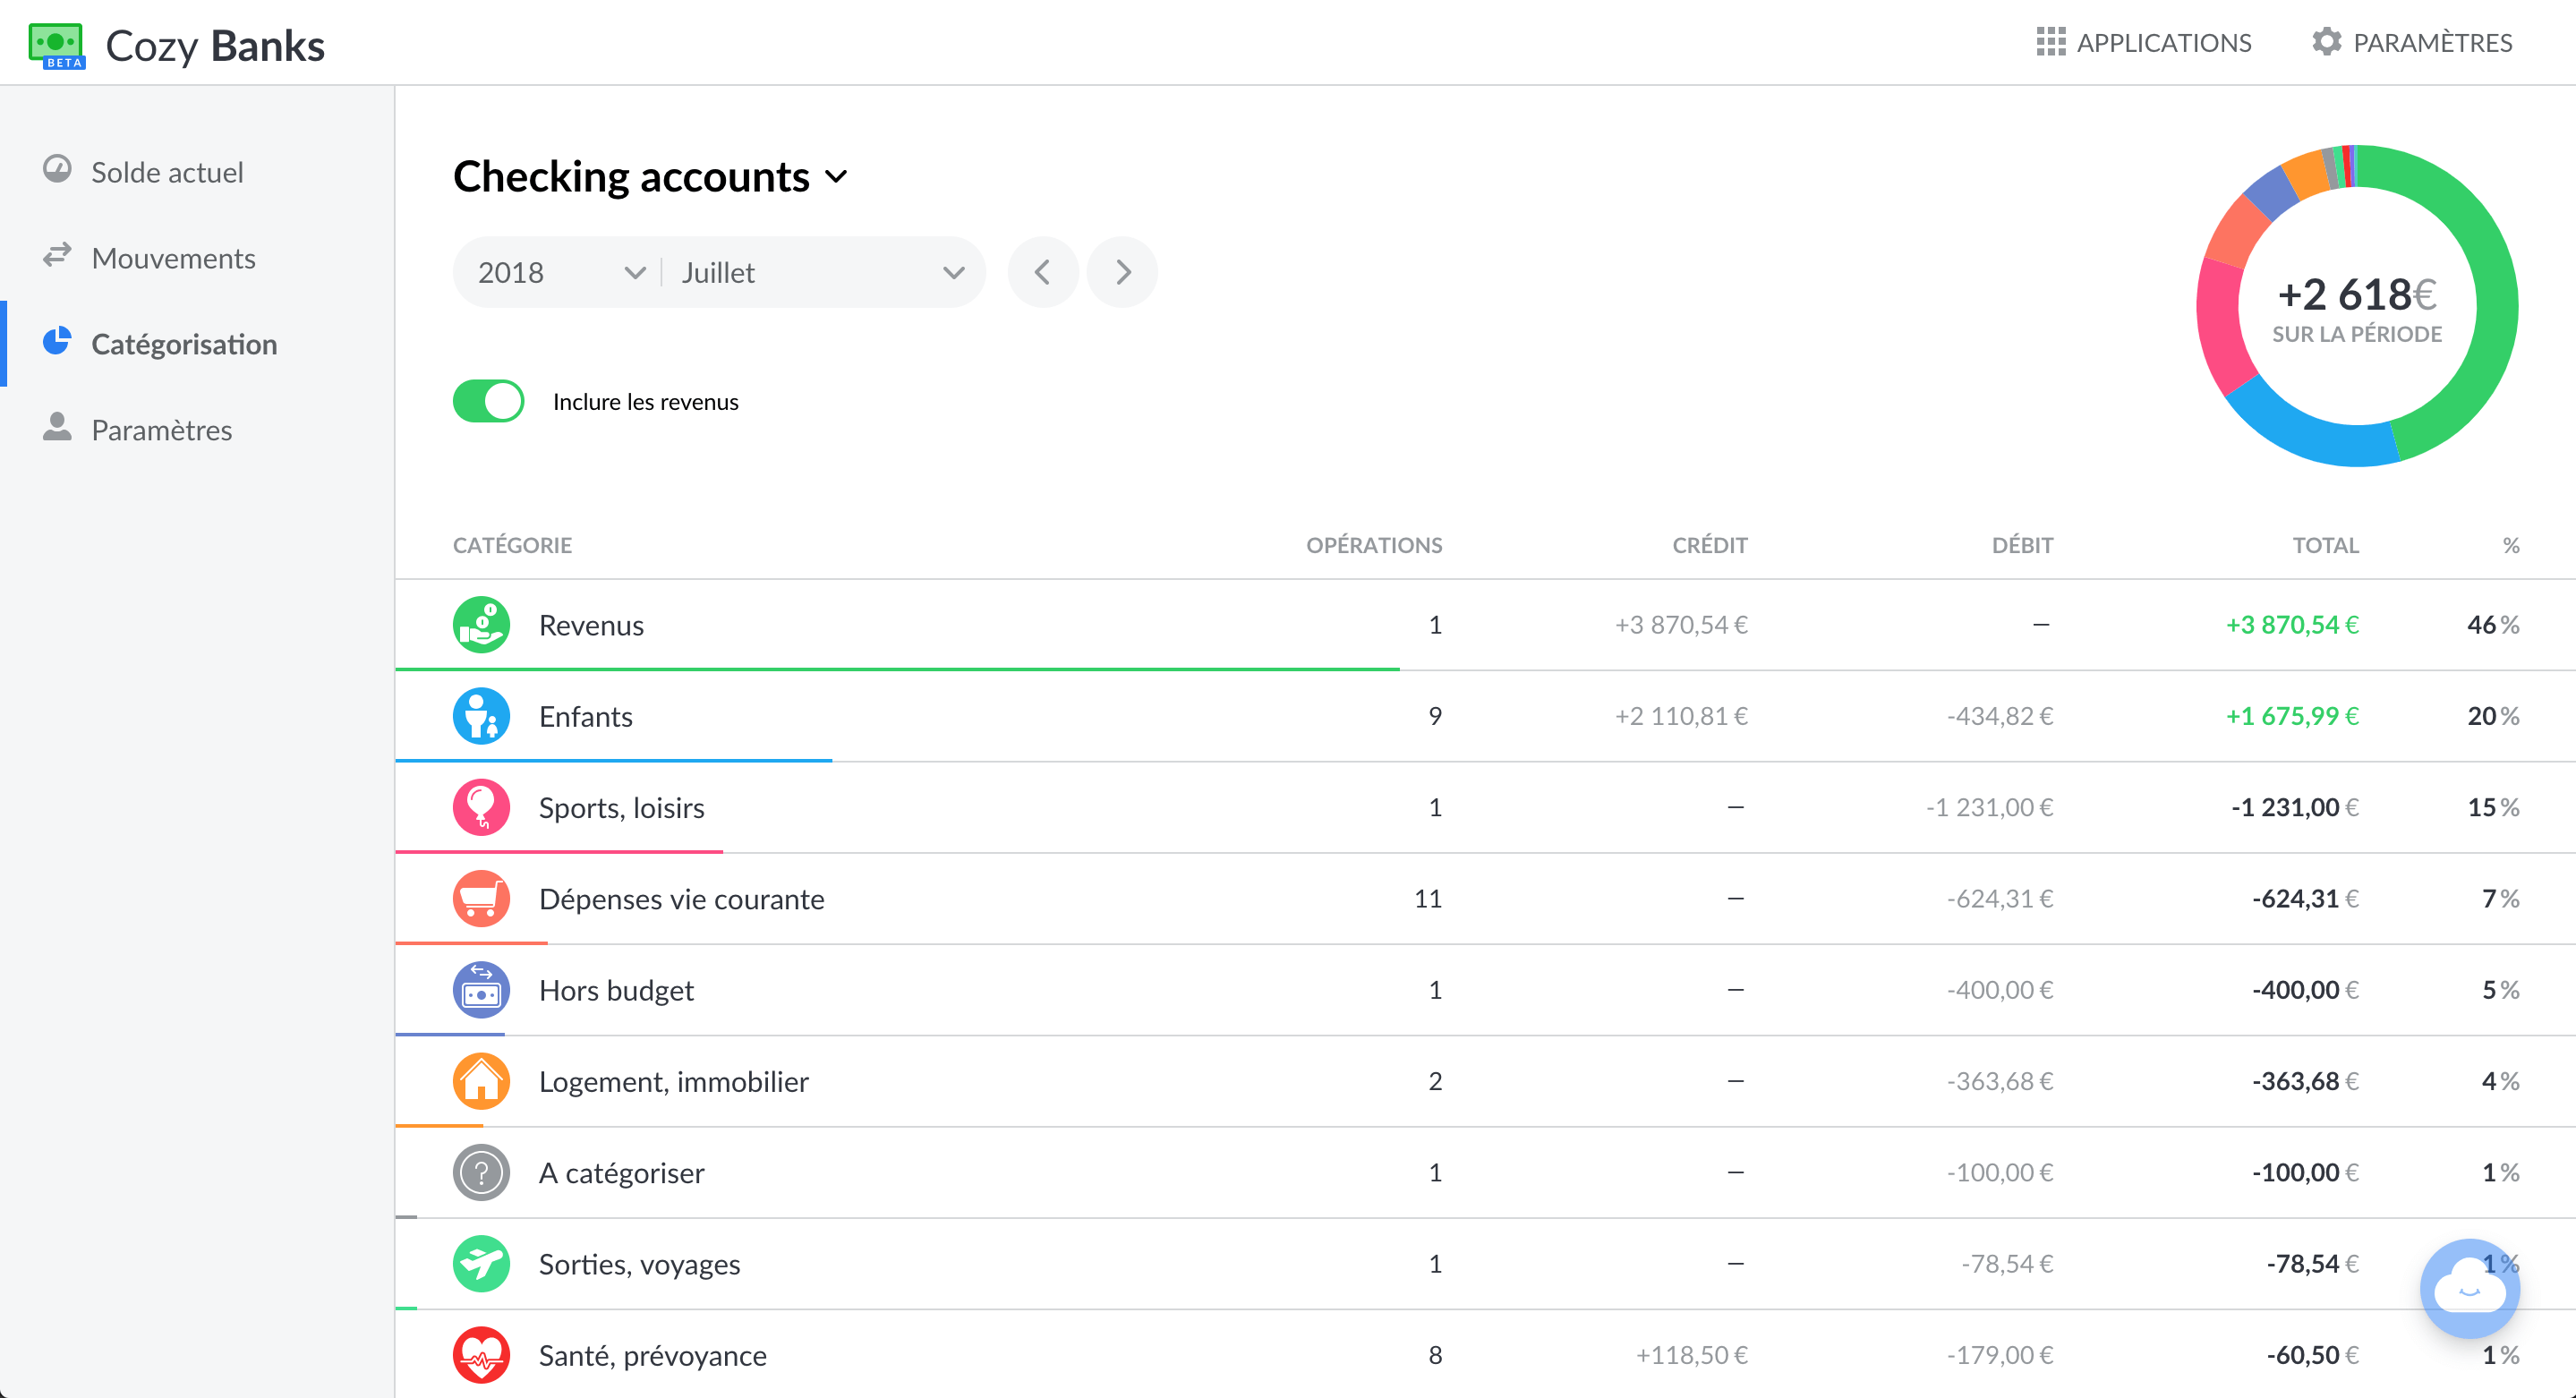 BETA
Cozy Banks
APPLICATIONS
PARAMÈTRES
Solde actuel
Mouvements
Catégorisation
Paramètres
Checking accounts
2018
Juillet
Inclure les revenus
+2 618€
SUR LA PÉRIODE
CATÉGORIE OPÉRATIONS CRÉDIT DÉBIT TOTAL %
Revenus 1 +3 870,54 € — +3 870,54 € 46 %
Enfants 9 +2 110,81 € -434,82 € +1 675,99 € 20 %
Sports, loisirs 1 — -1 231,00 € -1 231,00 € 15 %
Dépenses vie courante 11 — -624,31 € -624,31 € 7 %
Hors budget 1 — -400,00 € -400,00 € 5 %
Logement, immobilier 2 — -363,68 € -363,68 € 4 %
? A catégoriser 1 — -100,00 € -100,00 € 1 %
Sorties, voyages 1 — -78,54 € -78,54 € 1 %
Santé, prévoyance 8 +118,50 € -179,00 € -60,50 € 1 %